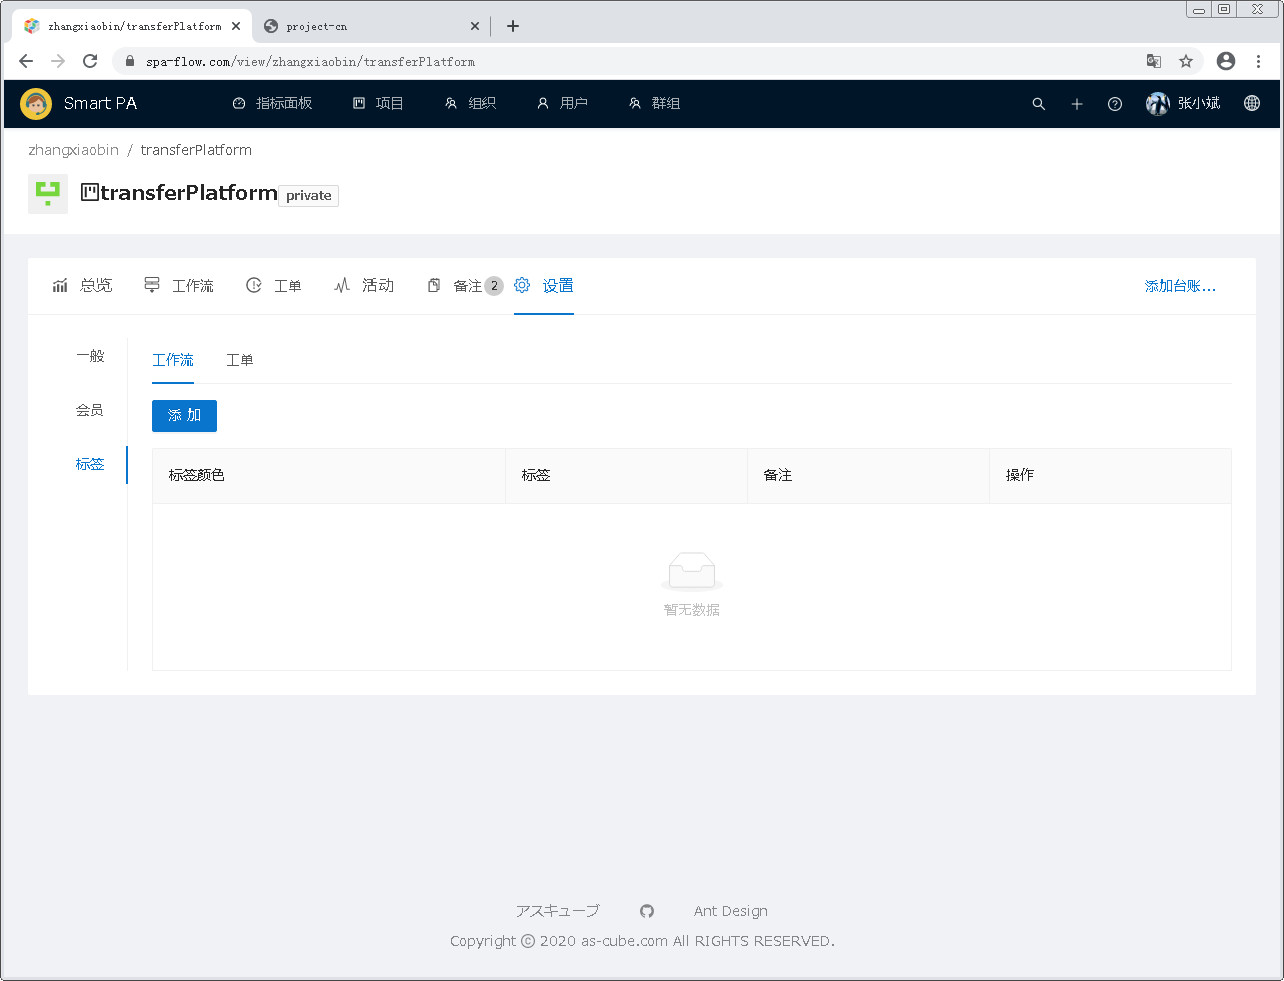 zhangxiaobin/transferPlatform
project-cn
spa-flow.com/view/zhangxiaobin/transferPlatform
Smart PA 指标面板 项目 组织 用户 群组 张小斌
zhangxiaobin / transferPlatform
transferPlatform private
总览 工作流 工单 活动 备注 2 设置 添加台账...
一般
会员
标签
工作流 工单
添 加
标签颜色 标签 备注 操作
暂无数据
アスキューブ Ant Design
Copyright © 2020 as-cube.com All RIGHTS RESERVED.